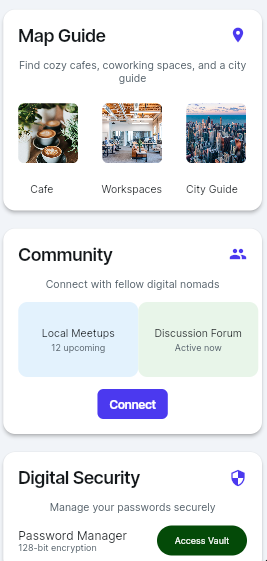 Map Guide
Find cozy cafes, coworking spaces, and a city
guide
Cafe
Workspaces
City Guide
Community
Connect with fellow digital nomads
Local Meetups
12 upcoming
Discussion Forum
Active now
Connect
Digital Security
Manage your passwords securely
Password Manager
128-bit encryption
Access Vault